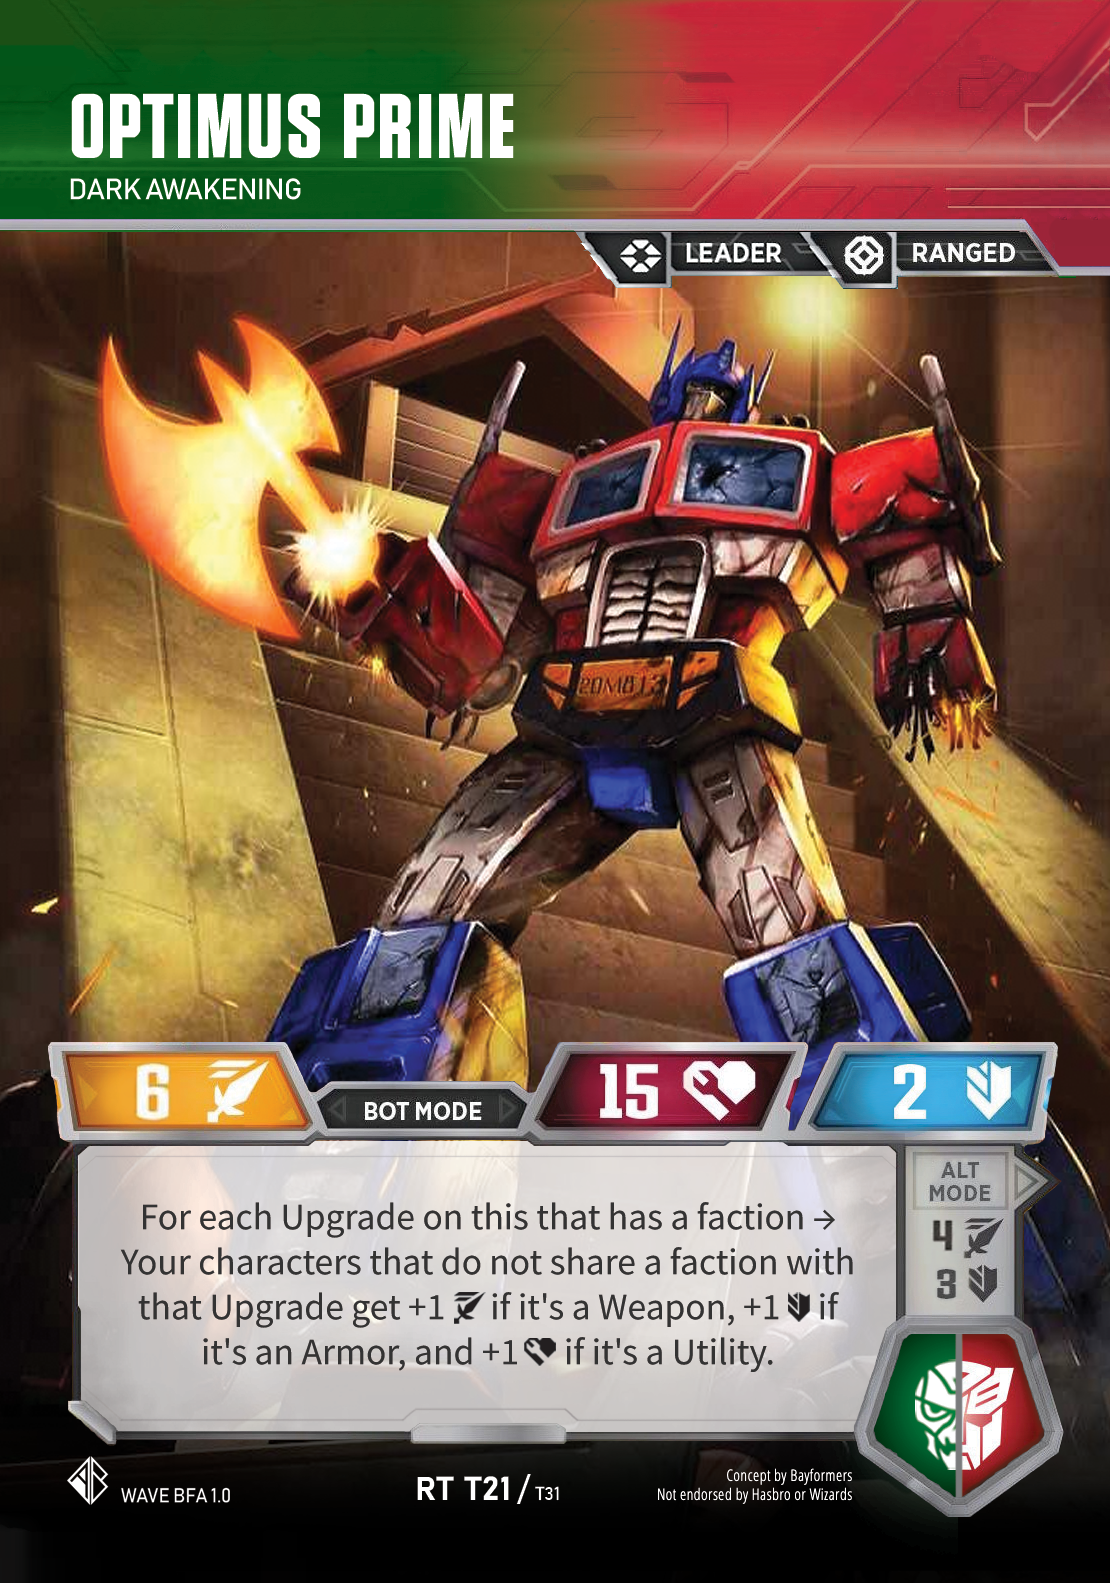 OPTIMUS PRIME
DARK AWAKENING
LEADER
RANGED
ZOMB13
6
BOT MODE
15
2
For each Upgrade on this that has a faction →
Your characters that do not share a faction with
that Upgrade get +1 if it's a Weapon, +1 if
it's an Armor, and +1 if it's a Utility.
ALT
MODE
4
3
WAVE BFA 1.0
RT T21 / T31
Concept by Bayformers
Not endorsed by Hasbro or Wizards